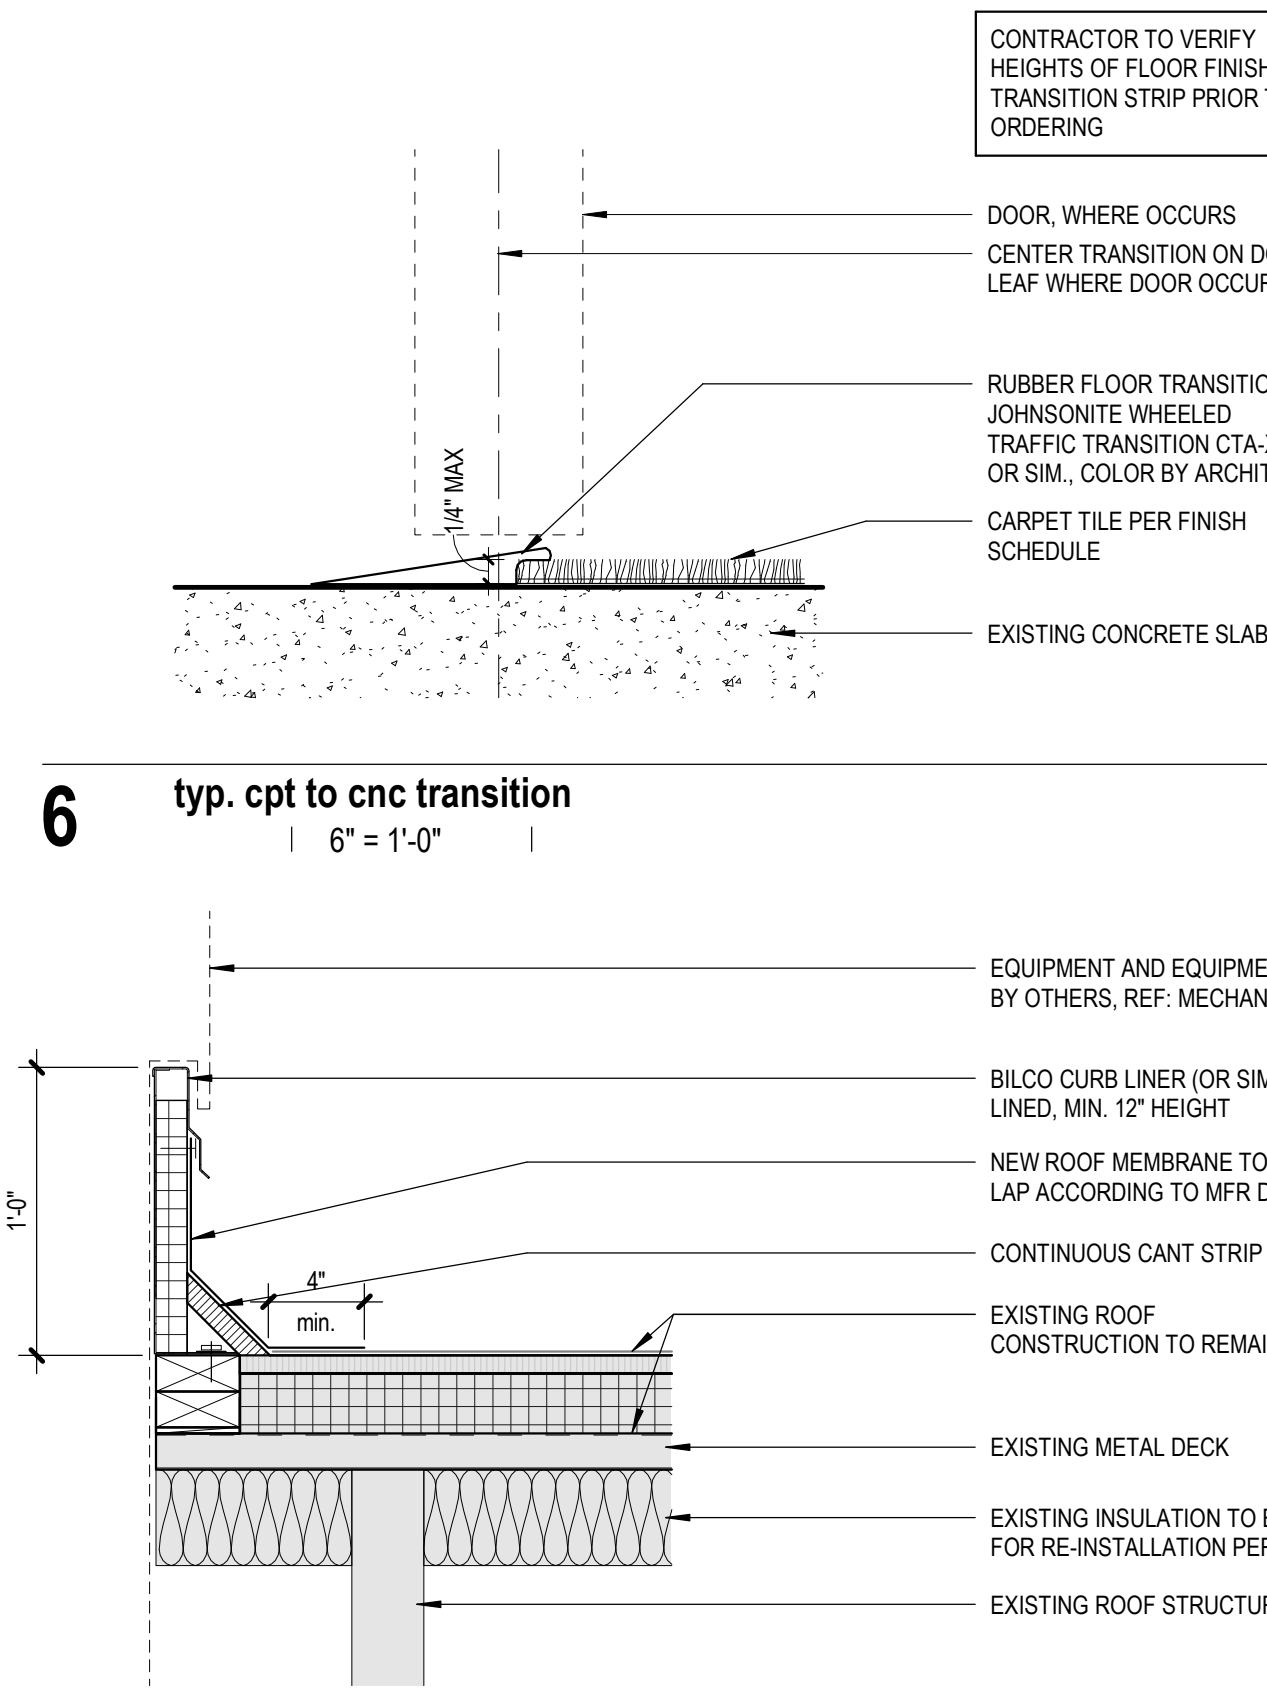 CONTRACTOR TO VERIFY
HEIGHTS OF FLOOR FINISH
TRANSITION STRIP PRIOR
ORDERING
DOOR, WHERE OCCURS
CENTER TRANSITION ON
LEAF WHERE DOOR
RUBBER FLOOR
JOHNSONITE WHEELED
TRAFFIC TRANSITION
OR SIM., COLOR BY
1/4" MAX
CARPET TILE PER FINISH
SCHEDULE
EXISTING CONCRETE SLAB
6
typ. cpt to cnc transition
6" = 1'-0"
EQUIPMENT AND
BY OTHERS, REF:
BILCO CURB LINER (OR
LINED, MIN. 12" HEIGHT
NEW ROOF MEMBRANE TO
LAP ACCORDING TO MFR
1'-0"
CONTINUOUS CANT STRIP
4"
min.
EXISTING ROOF
CONSTRUCTION TO
EXISTING METAL DECK
EXISTING INSULATION TO
FOR RE-INSTALLATION
EXISTING ROOF